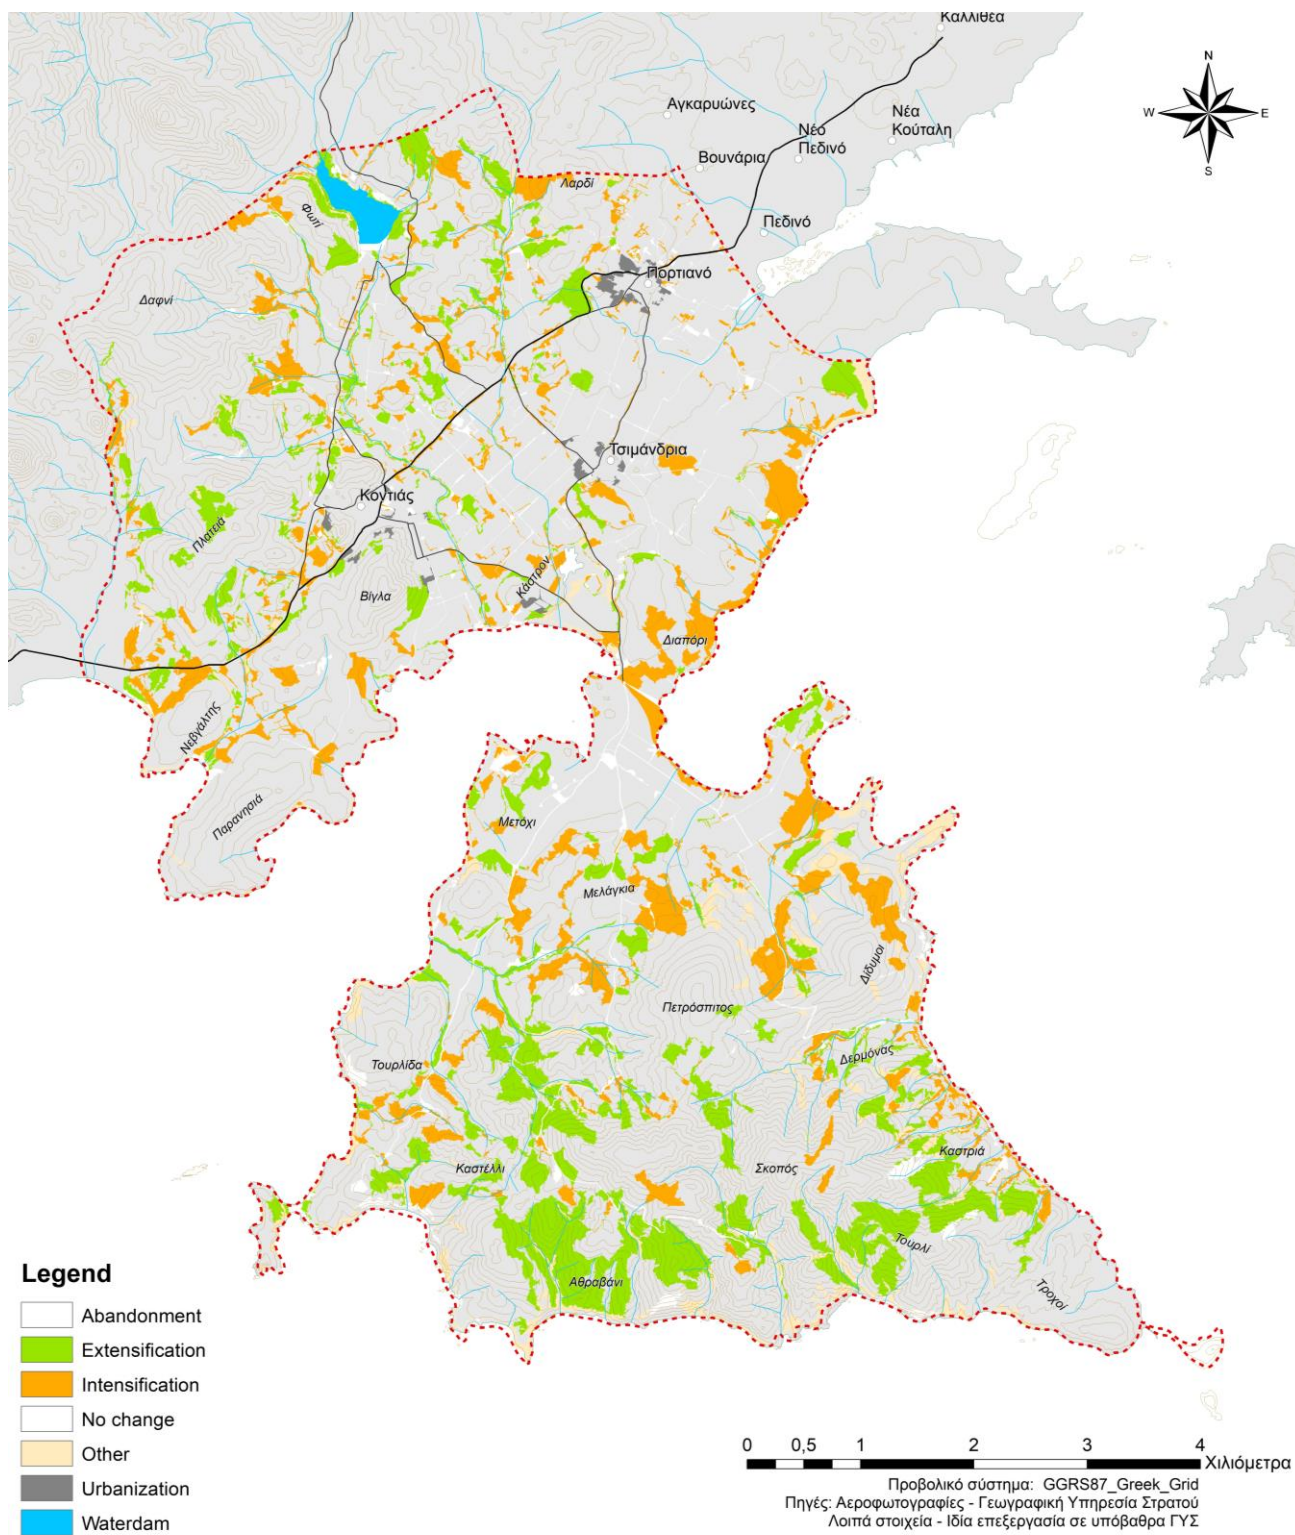 Καλλιθέα
N
W E
S
Αγκαρυώνες
Νέα
Κούταλη
Νέο
Πεδινό
Βουνάρια
Λαρδί
Φωτί
Πεδινό
Πορτιανό
Δαφνί
Τσιμάνδρια
Κοντιάς
Πλατειά
Κάστρον
Βίγλα
Διαπόρι
Νεβγάλτης
Παρανησιά
Μετόχι
Μελάγκια
Δίδυμοι
Πετρόσπιτος
Δερμόνας
Τουρλίδα
Καστριά
Καστέλλι
Σκοπός
Τουρλί
Αθραβάνι
Τροχοί
Legend
Abandonment
Extensification
Intensification
No change
Other
Urbanization
Waterdam
0 0,5 1 2 3 4
Χιλιόμετρα
Προβολικό σύστημα: GGRS87_Greek_Grid
Πηγές: Αεροφωτογραφίες - Γεωγραφική Υπηρεσία Στρατού
Λοιπά στοιχεία - Ιδία επεξεργασία σε υπόβαθρα ΓΥΣ